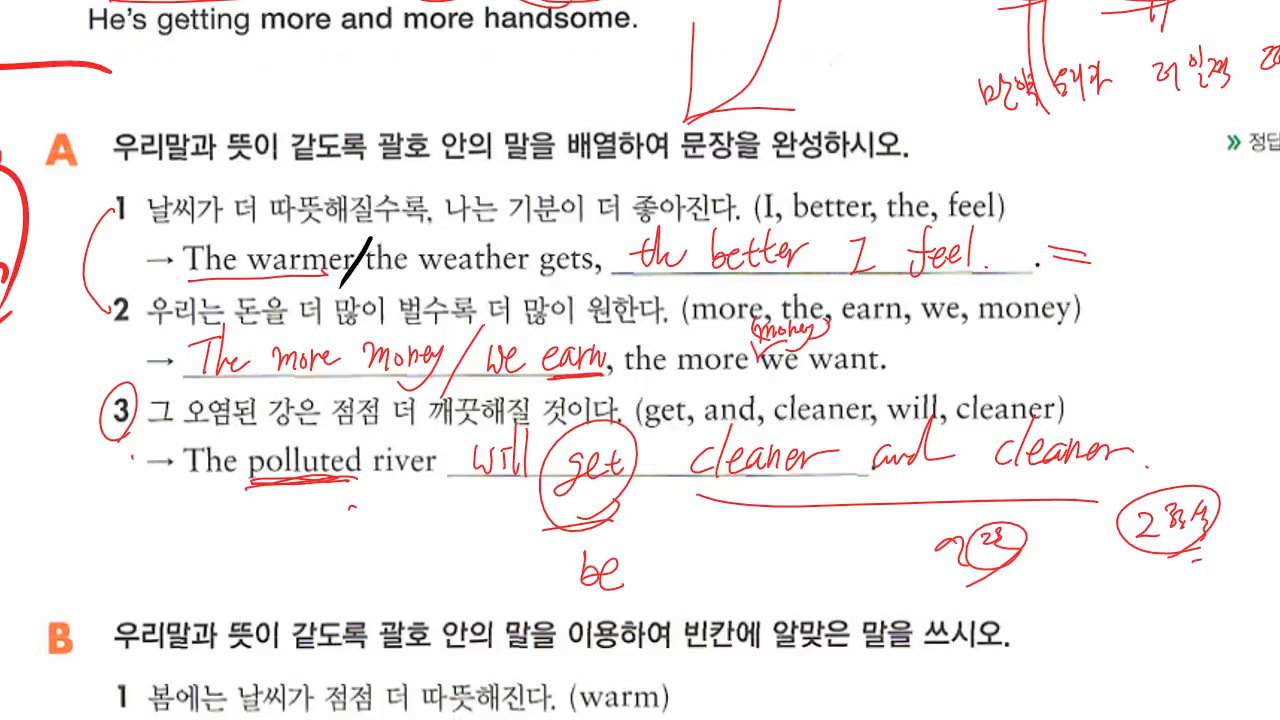 He's getting more and more handsome.
더 일찍
A 우리말과 뜻이 같도록 괄호 안의 말을 배열하여 문장을 완성하시오.
» 정답
1 날씨가 더 따뜻해질수록, 나는 기분이 더 좋아진다. (I, better, the, feel)
→ The warmer/the weather gets, the better I feel. . =
2 우리는 돈을 더 많이 벌수록 더 많이 원한다. (more, the, earn, we, money)
money
→ The more money / we earn, the more we want.
3 그 오염된 강은 점점 더 깨끗해질 것이다. (get, and, cleaner, will, cleaner)
→ The polluted river will get cleaner and cleaner.
be
B 우리말과 뜻이 같도록 괄호 안의 말을 이용하여 빈칸에 알맞은 말을 쓰시오.
1 봄에는 날씨가 점점 더 따뜻해진다. (warm)